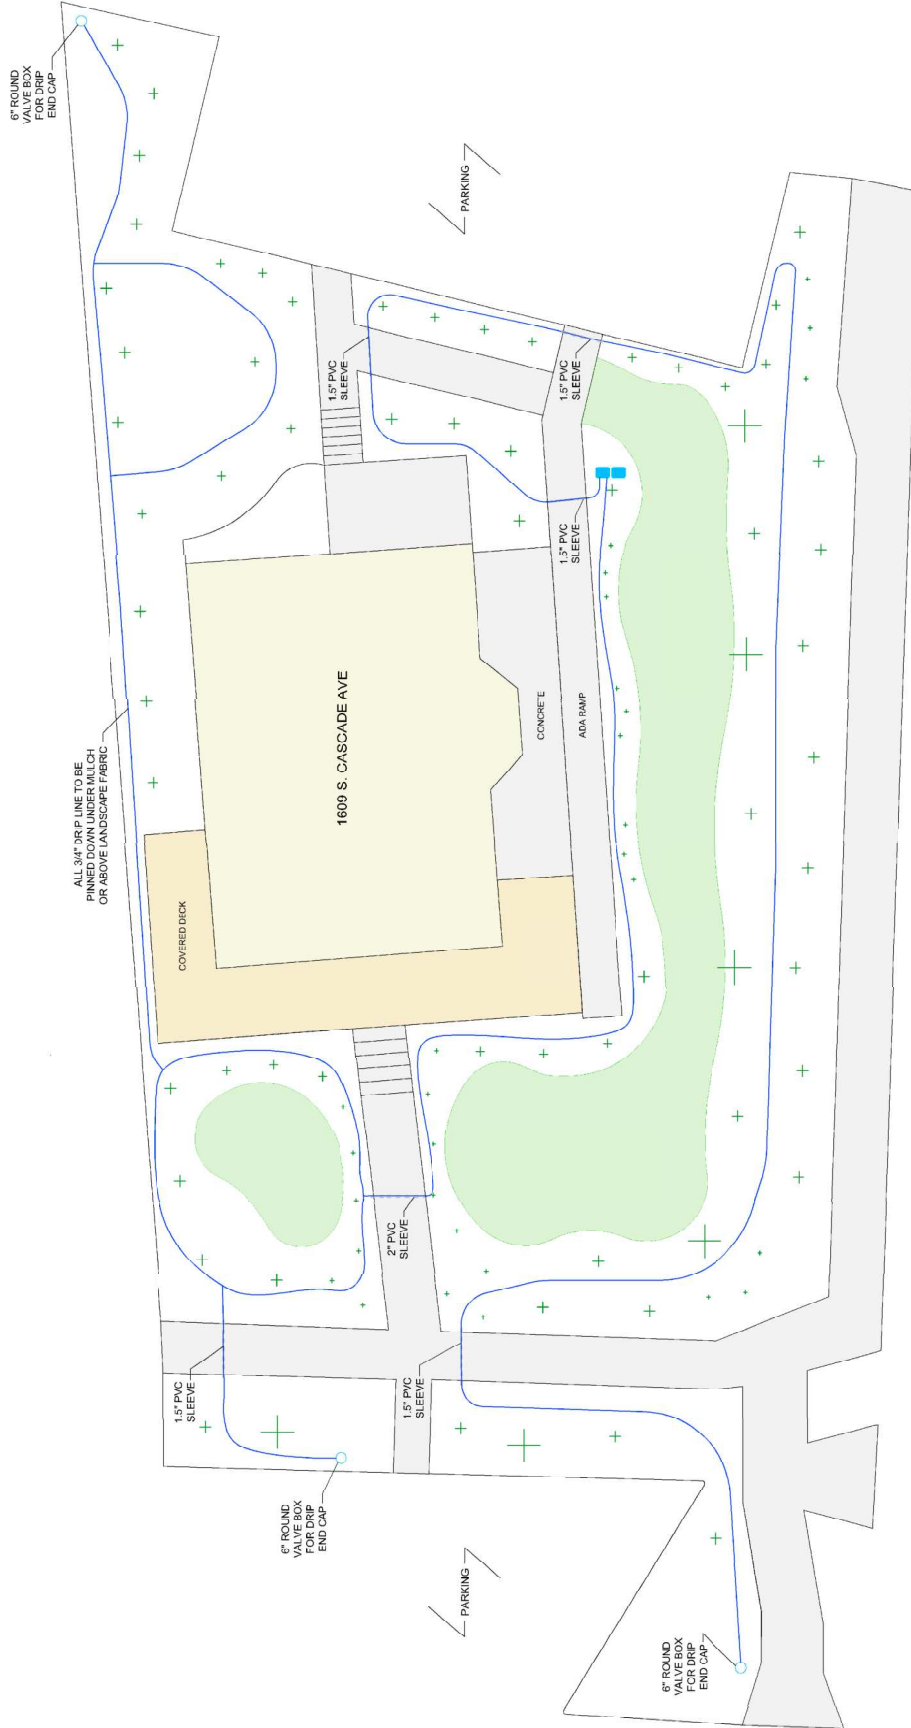 6" ROUND
VALVE BOX
FOR DRIP
END CAP
PARKING
1.5" PVC
SLEEVE
1.5" PVC
SLEEVE
1.5" PVC
SLEEVE
ALL 3/4" DRIP LINE TO BE
PINNED DOWN UNDER MULCH
OR ABOVE LANDSCAPE FABRIC
1609 S. CASCADE AVE
CONCRETE
ADA RAMP
COVERED DECK
2" PVC
SLEEVE
1.5" PVC
SLEEVE
1.5" PVC
SLEEVE
6" ROUND
VALVE BOX
FOR DRIP
END CAP
PARKING
6" ROUND
VALVE BOX
FOR DRIP
END CAP